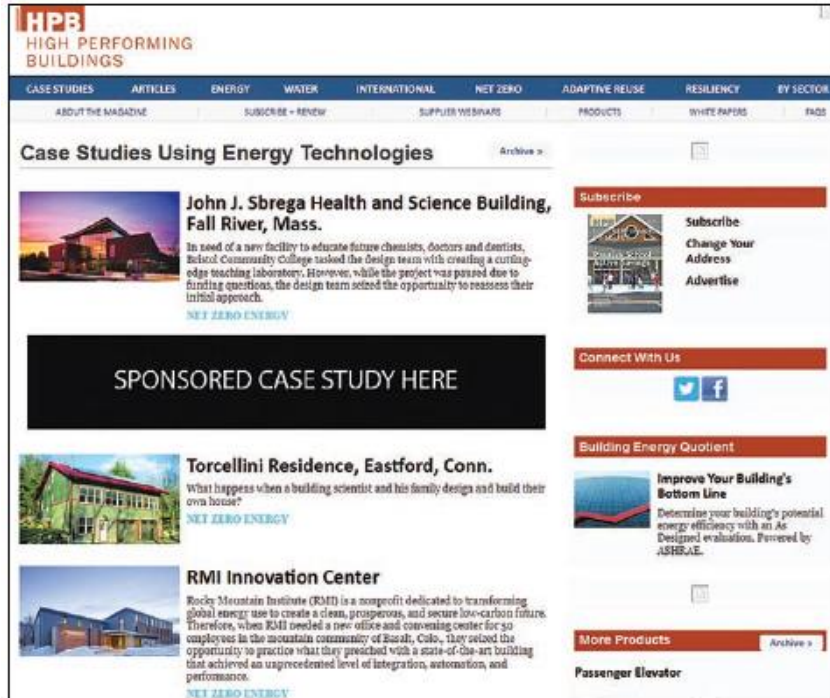 HPB
HIGH PERFORMING
BUILDINGS
CASE STUDIES ARTICLES ENERGY WATER INTERNATIONAL NET ZERO ADAPTIVE REUSE RESILIENCY BY SECTOR
ABOUT THE MAGAZINE SUBSCRIBE + RENEW SUPPLIER WEBINARS PRODUCTS WHITE PAPERS FAQS
Case Studies Using Energy Technologies
Archive »
John J. Sbrega Health and Science Building,
Fall River, Mass.
In need of a new facility to educate future chemists, doctors and dentists,
Bristol Community College tasked the design team with creating a cutting-
edge teaching laboratory. However, while the project was paused due to
funding questions, the design team seized the opportunity to reassess their
initial approach.
NET ZERO ENERGY
SPONSORED CASE STUDY HERE
Torcellini Residence, Eastford, Conn.
What happens when a building scientist and his family design and build their
own house?
NET ZERO ENERGY
RMI Innovation Center
Rocky Mountain Institute (RMI) is a nonprofit dedicated to transforming
global energy use to create a clean, prosperous, and secure low-carbon future.
Therefore, when RMI needed a new office and convening center for 50
employees in the mountain community of Basalt, Colo., they seized the
opportunity to practice what they preached with a state-of-the-art building
that achieved an unprecedented level of integration, automation, and
performance.
NET ZERO ENERGY
Subscribe
HPB
Subscribe
Change Your
Address
Advertise
Connect With Us
Building Energy Quotient
Improve Your Building's
Bottom Line
Determine your building's potential
energy efficiency with an As
Designed evaluation. Powered by
ASHRAE.
More Products
Archive »
Passenger Elevator